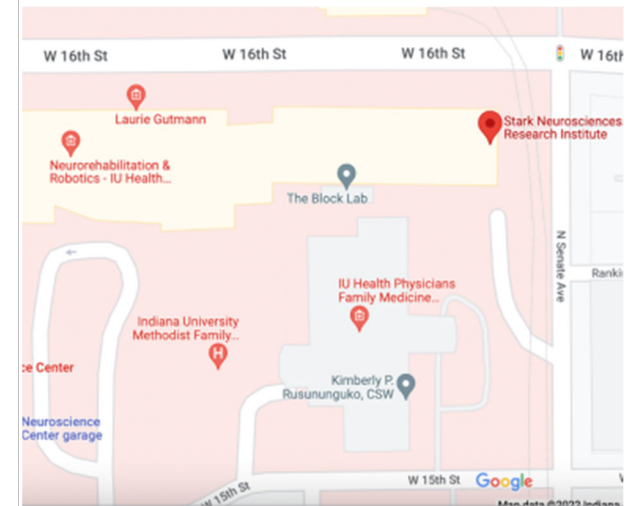 W 16th St
W 16th St
W 16th St
W 16th
Laurie Gutmann
Stark Neurosciences
Research Institute
Neurorehabilitation &
Robotics - IU Health...
The Block Lab
N Senate Ave
Ranki
IU Health Physicians
Family Medicine...
Indiana University
Methodist Family...
H
ce Center
Kimberly P.
Rusununguko, CSW
Neuroscience
Center garage
W 15th St
W 15th St
Google
Map data ©2022 Indiana